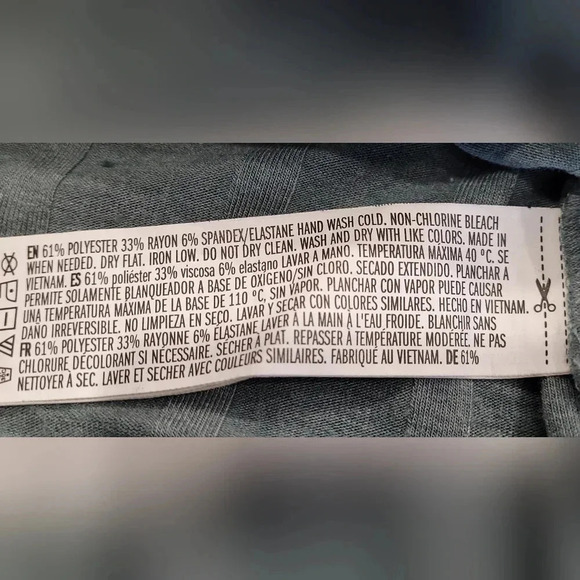 EN 61% POLYESTER 33% RAYON 6% SPANDEX/ELASTANE HAND WASH COLD. NON-CHLORINE BLEACH
WHEN NEEDED. DRY FLAT. IRON LOW. DO NOT DRY CLEAN. WASH AND DRY WITH LIKE COLORS. MADE IN
VIETNAM. ES 61% poliéster 33% viscosa 6% elastano LAVAR A MANO. TEMPERATURA MÁXIMA 40 ºC. SE
PERMITE SOLAMENTE BLANQUEADOR A BASE DE OXIGENO/SIN CLORO. SECADO EXTENDIDO. PLANCHAR A
UNA TEMPERATURA MÁXIMA DE LA BASE DE 110 ºC, SIN VAPOR. PLANCHAR CON VAPOR PUEDE CAUSAR
DAÑO IRREVERSIBLE. NO LIMPIEZA EN SECO. LAVAR Y SECAR CON COLORES SIMILARES. HECHO EN VIETNAM.
FR 61% POLYESTER 33% RAYONNE 6% ÉLASTANE LAVER À LA MAIN À L'EAU FROIDE. BLANCHIR SANS
CHLORURE DÉCOLORANT SI NÉCESSAIRE. SÉCHER À PLAT. REPASSER À TEMPÉRATURE MODÉRÉE. NE PAS
NETTOYER À SEC. LAVER ET SECHER AVEC COULEURS SIMILAIRES. FABRIQUÉ AU VIETNAM. DE 61%